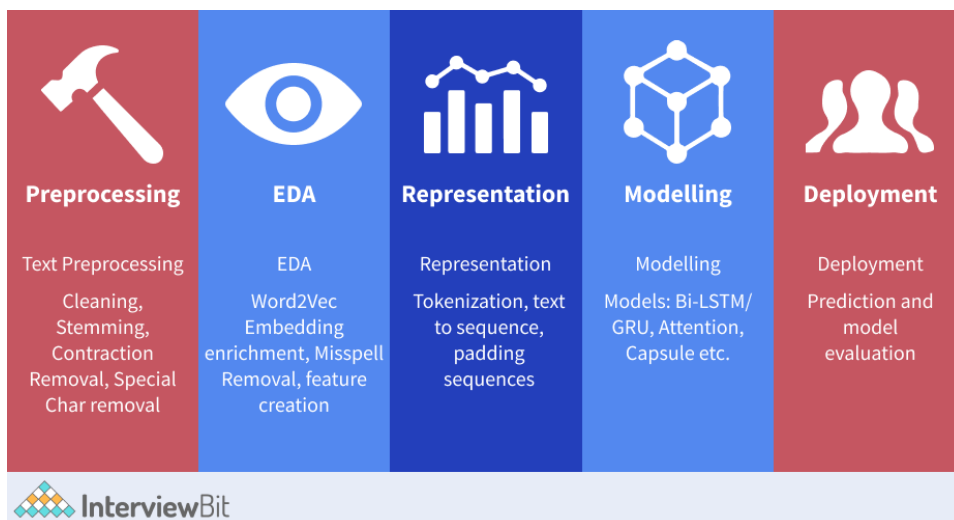 Preprocessing
Text Preprocessing
Cleaning,
Stemming,
Contraction
Removal, Special
Char removal
EDA
EDA
Word2Vec
Embedding
enrichment, Misspell
Removal, feature
creation
Representation
Representation
Tokenization, text
to sequence,
padding
sequences
Modelling
Modelling
Models: Bi-LSTM/
GRU, Attention,
Capsule etc.
Deployment
Deployment
Prediction and
model
evaluation
InterviewBit